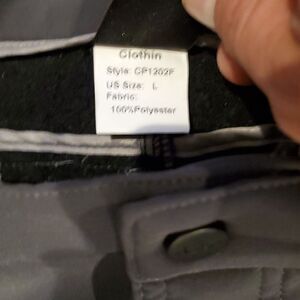 Clothin
Style: CP1202F
US Size: L
Fabric:
100%Polyester